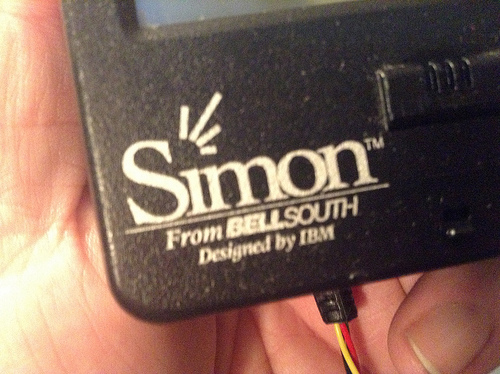 Simon™
From BELLSOUTH
Designed by IBM